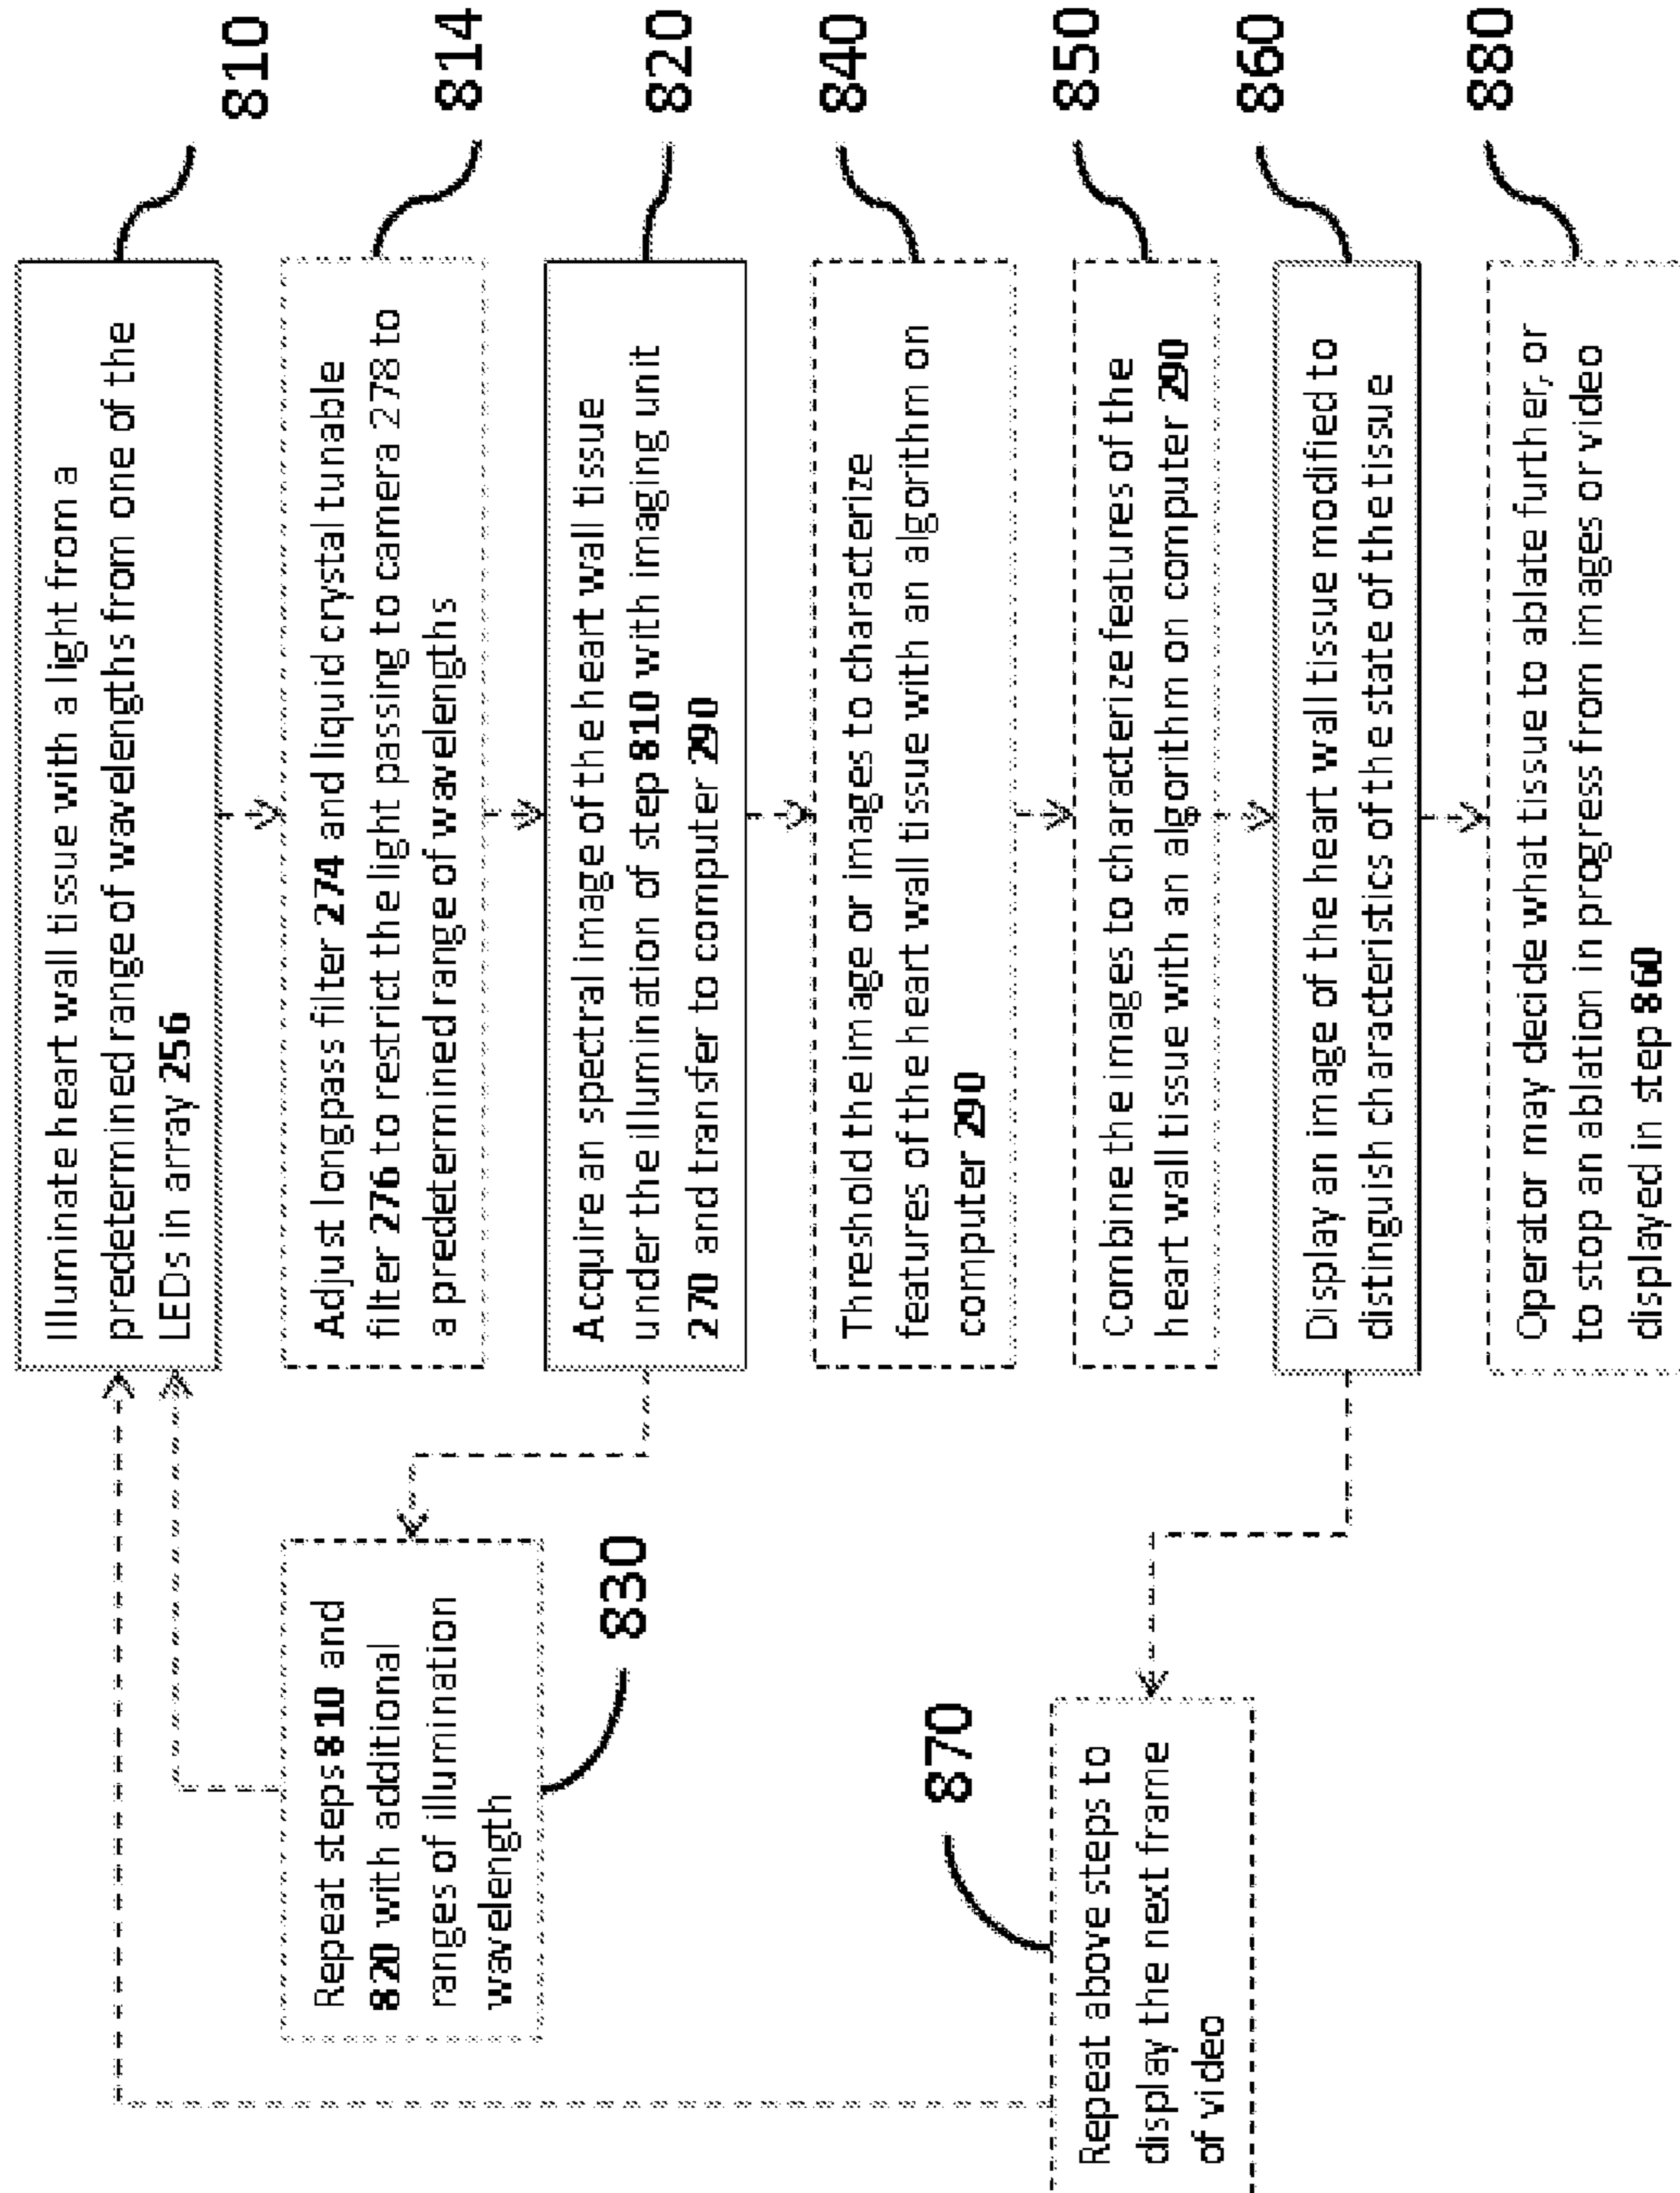 Illuminate heart wall tissue with a light from a
predetermined range of wavelengths from one of the
LEDs in array 256
810
Adjust longpass filter 274 and liquid crystal tunable
filter 276 to restrict the light passing to camera 278 to
a predetermined range of wavelengths
814
Acquire an spectral image of the heart wall tissue
under the illumination of step 810 with imaging unit
270 and transfer to computer 290
820
Repeat steps 810 and
820 with additional
ranges of illumination
wavelength
830
Threshold the image or images to characterize
features of the heart wall tissue with an algorithm on
computer 290
840
Combine the images to characterize features of the
heart wall tissue with an algorithm on computer 290
850
Display an image of the heart wall tissue modified to
distinguish characteristics of the state of the tissue
860
Repeat above steps to
display the next frame
of video
870
Operator may decide what tissue to ablate further, or
to stop an ablation in progress from images or video
displayed in step 860
880